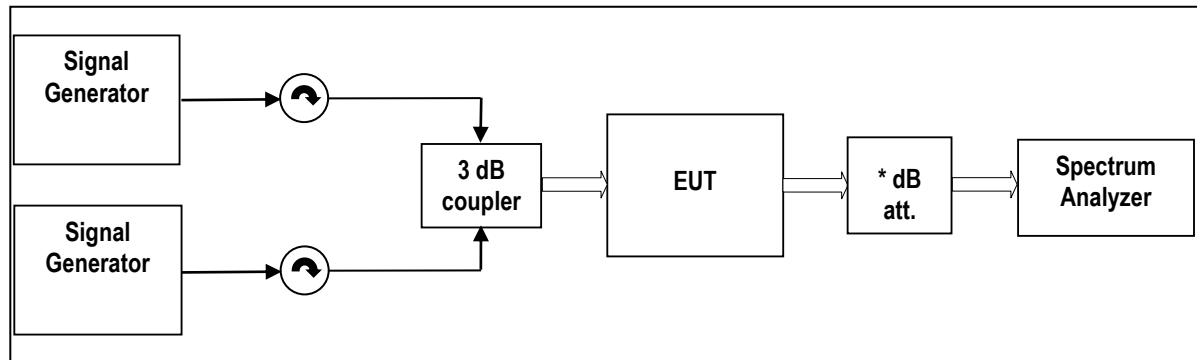 Signal
Generator
3 dB
coupler
EUT
* dB
att.
Spectrum
Analyzer
Signal
Generator